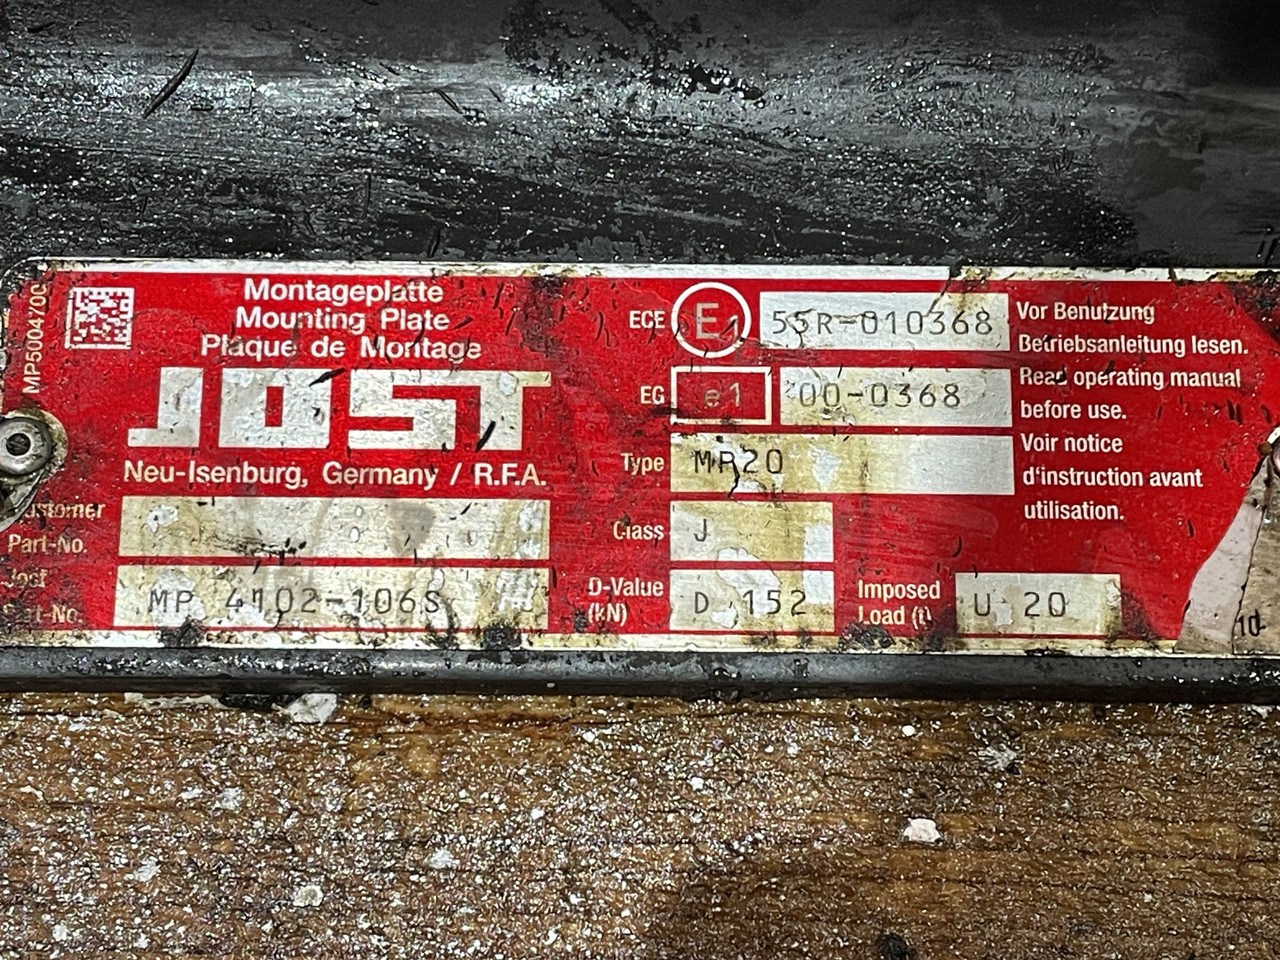 MP500470C
Montageplatte
Mounting Plate
Plaque de Montage
JOST
Neu-Isenburg, Germany / R.F.A.
Customer
Part-No.
Jost
Part-No.
MP 4102-106S
ECE E1 55R-010368
EG e1 00-0368
Type MP20
Class J
D-Value
(kN) D 152
Imposed
Load (t) U 20
Vor Benutzung
Betriebsanleitung lesen.
Read operating manual
before use.
Voir notice
d'instruction avant
utilisation.
10-